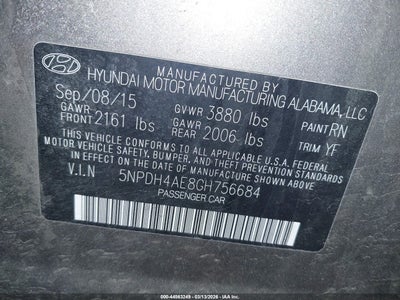 MANUFACTURED BY
HYUNDAI MOTOR MANUFACTURING ALABAMA, LLC
Sep/08/15 GVWR 3880 lbs
GAWR FRONT 2161 lbs GAWR REAR 2006 lbs PAINT RN TRIM YF
THIS VEHICLE CONFORMS TO ALL APPLICABLE U.S.A FEDERAL
MOTOR VEHICLE SAFETY, BUMPER, AND THEFT PREVENTION STANDARDS
IN EFFECT ON THE DATE OF MANUFACTURE SHOWN ABOVE.
V.I.N 5NPDH4AE8GH756684
PASSENGER CAR
000-44563249 - 03/13/2026 - IAA Inc.